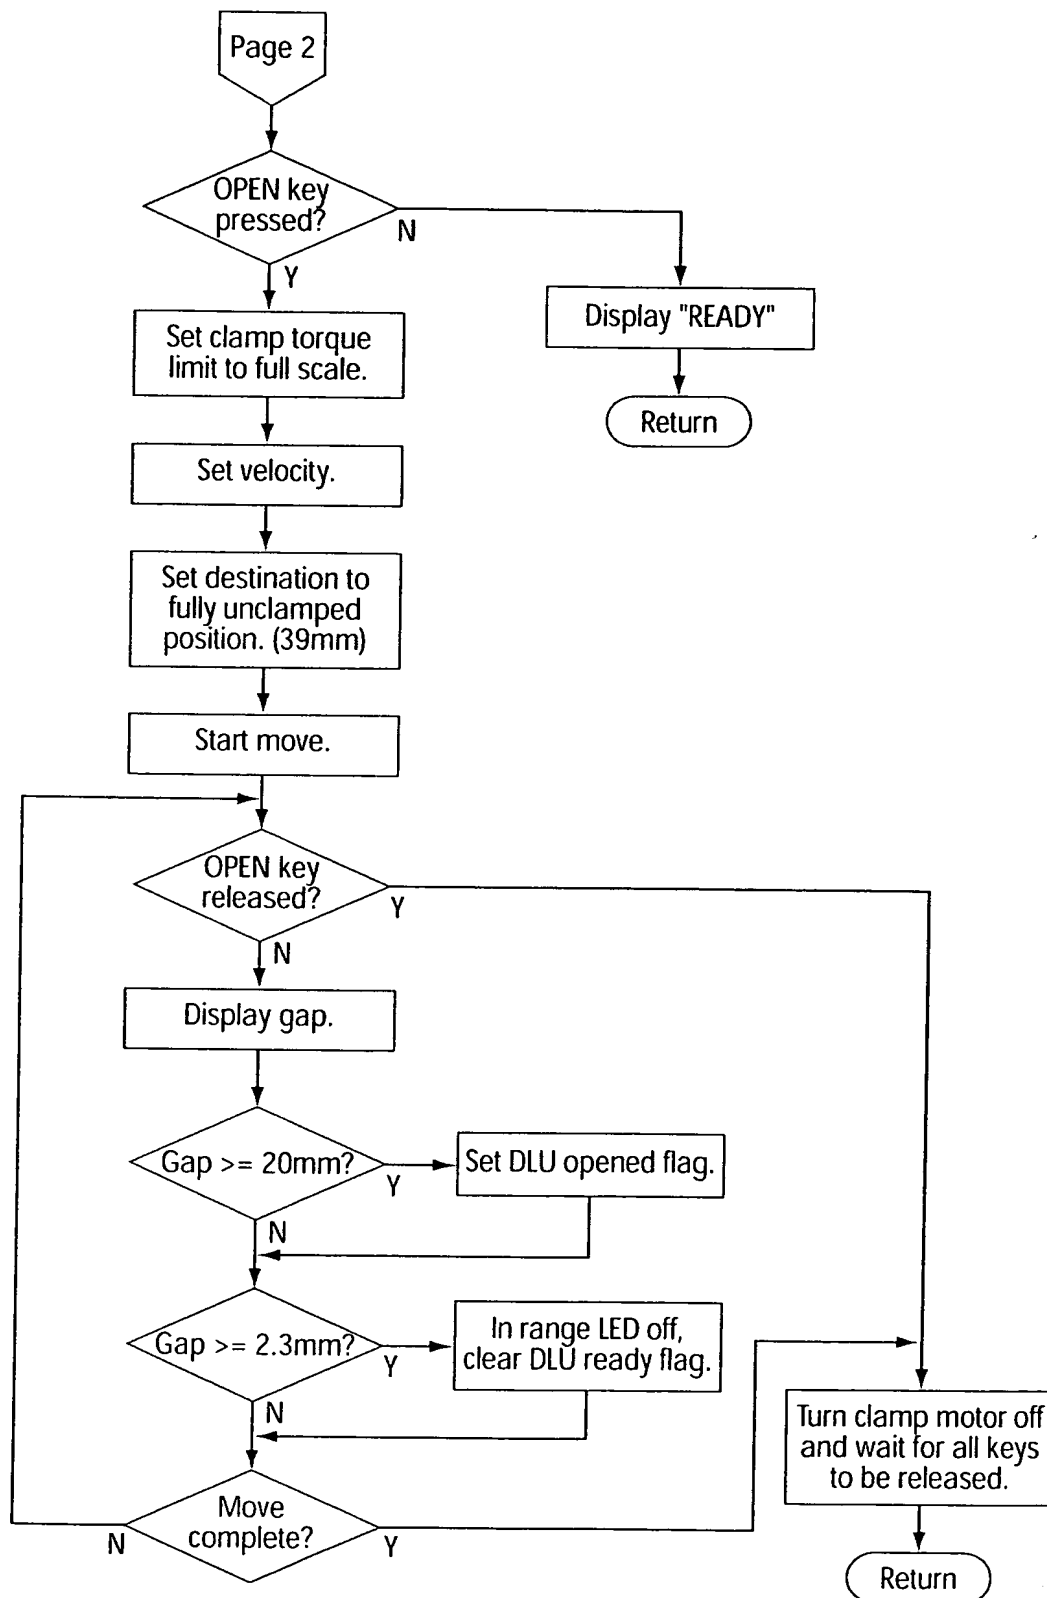 Page 2
OPEN key
pressed?
N
Y
Set clamp torque
limit to full scale.
Display "READY"
Return
Set velocity.
Set destination to
fully unclamped
position. (39mm)
Start move.
OPEN key
released?
Y
N
Display gap.
Gap >= 20mm?
Y
Set DLU opened flag.
N
Gap >= 2.3mm?
Y
In range LED off,
clear DLU ready flag.
N
Turn clamp motor off
and wait for all keys
to be released.
Move
complete?
N
Y
Return